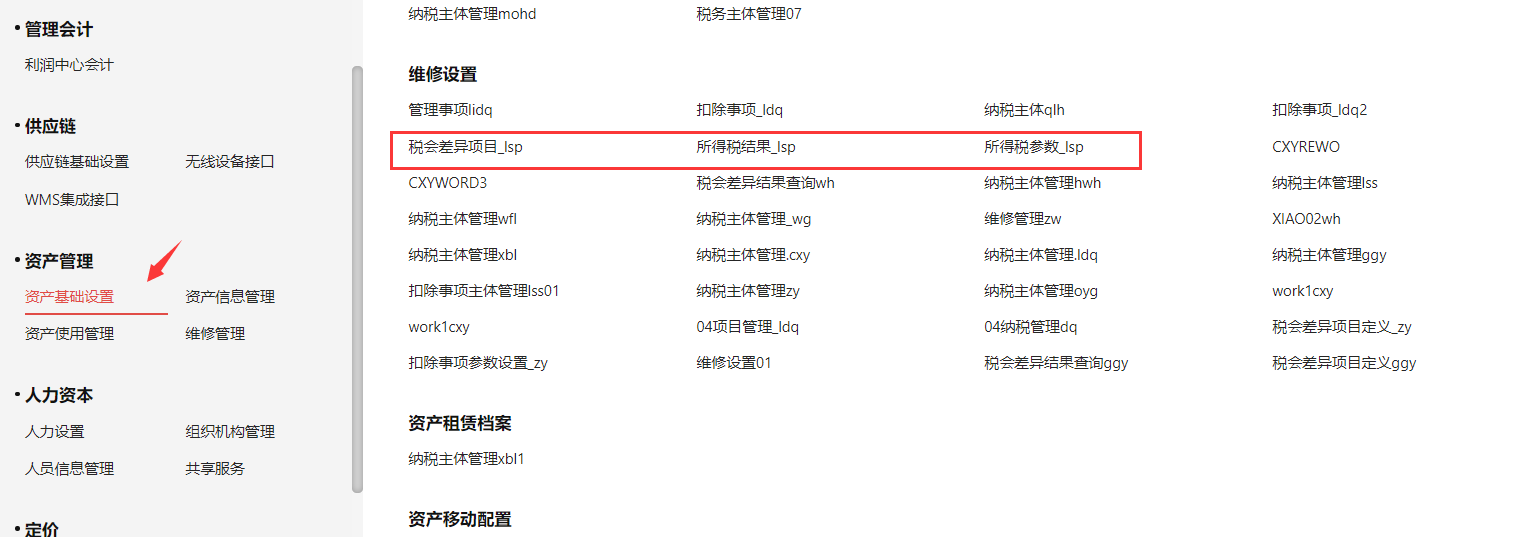 管理会计
利润中心会计
供应链
供应链基础设置 无线设备接口
WMS集成接口
资产管理
资产基础设置 资产信息管理
资产使用管理 维修管理
人力资本
人力设置 组织机构管理
人员信息管理 共享服务
定价
纳税主体管理mohd 税务主体管理07
维修设置
管理事项lidq 扣除事项_ldq 纳税主体qlh 扣除事项_ldq2
税会差异项目_lsp 所得税结果_lsp 所得税参数_lsp CXYREWO
CXYWORD3 税会差异结果查询wh 纳税主体管理hwh 纳税主体管理lss
纳税主体管理wfl 纳税主体管理_wg 维修管理zw XIAO02wh
纳税主体管理xbl 纳税主体管理.cxy 纳税主体管理.ldq 纳税主体管理ggy
扣除事项主体管理lss01 纳税主体管理zy 纳税主体管理oyg work1cxy
work1cxy 04项目管理_ldq 04纳税管理dq 税会差异项目定义_zy
扣除事项参数设置_zy 维修设置01 税会差异结果查询ggy 税会差异项目定义ggy
资产租赁档案
纳税主体管理xbl1
资产移动配置